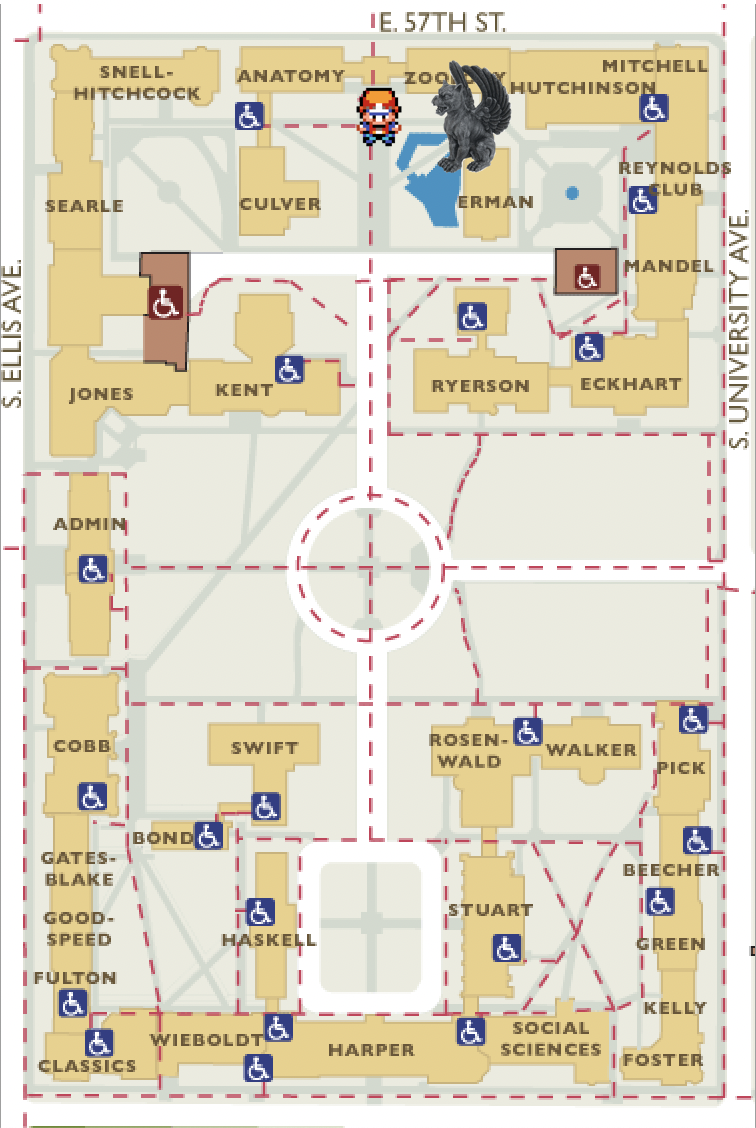 E. 57TH ST.
SNELL-
HITCHCOCK
ANATOMY
ZOOLOGY
MITCHELL
HUTCHINSON
REYNOLDS
CLUB
SEARLE
CULVER
ERMAN
MANDEL
S. ELLIS AVE.
S. UNIVERSITY AVE.
JONES
KENT
RYERSON
ECKHART
ADMIN
COBB
SWIFT
ROSEN-
WALD
WALKER
PICK
BOND
GATES-
BLAKE
BEECHER
GOOD-
SPEED
HASKELL
STUART
GREEN
FULTON
KELLY
WIEBOLDT
HARPER
SOCIAL
SCIENCES
CLASSICS
FOSTER